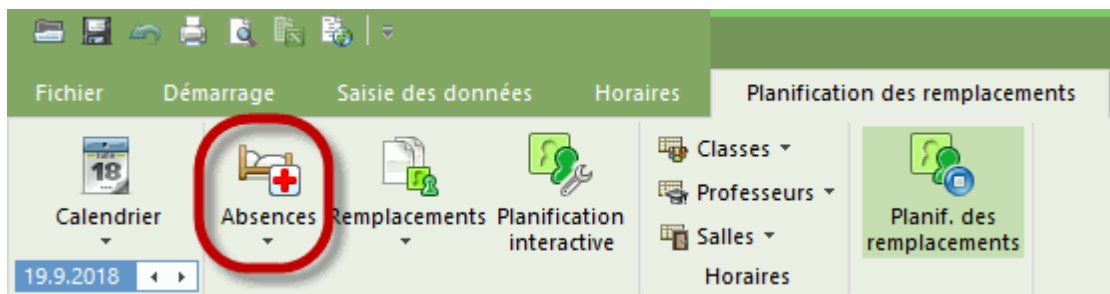 Fichier Démarrage Saisie des données Horaires Planification des remplacements
18
Calendrier
19.9.2018
Absences
Remplacements
Planification
interactive
Classes
Professeurs
Salles
Horaires
Planif. des
remplacements